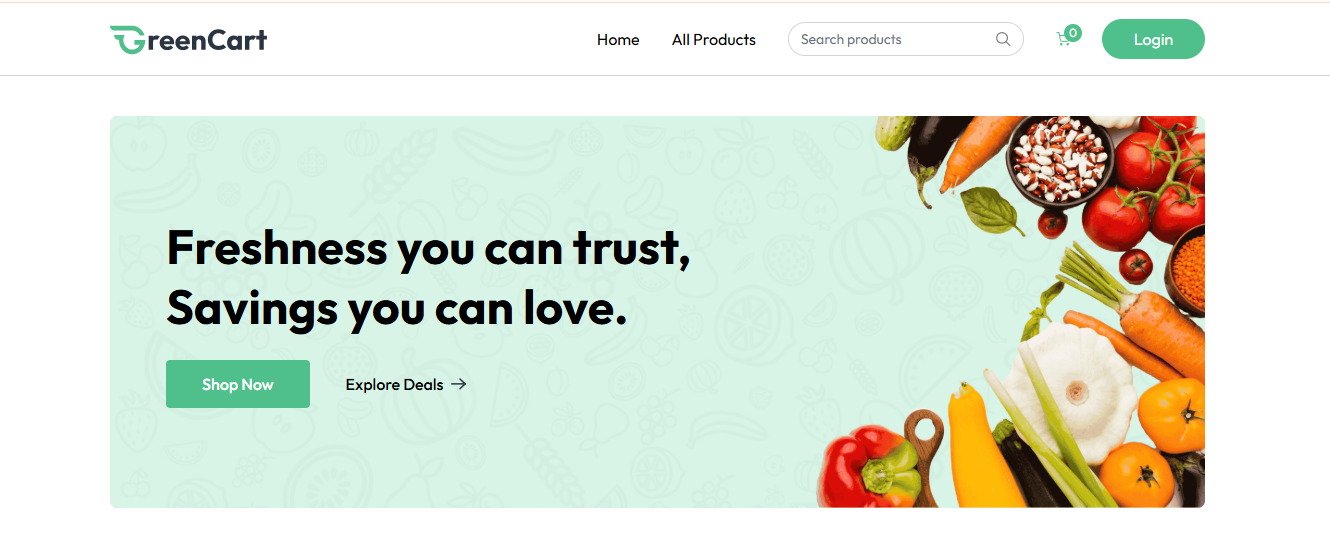 GreenCart
Home
All Products
Search products
0
Login
Freshness you can trust,
Savings you can love.
Shop Now
Explore Deals